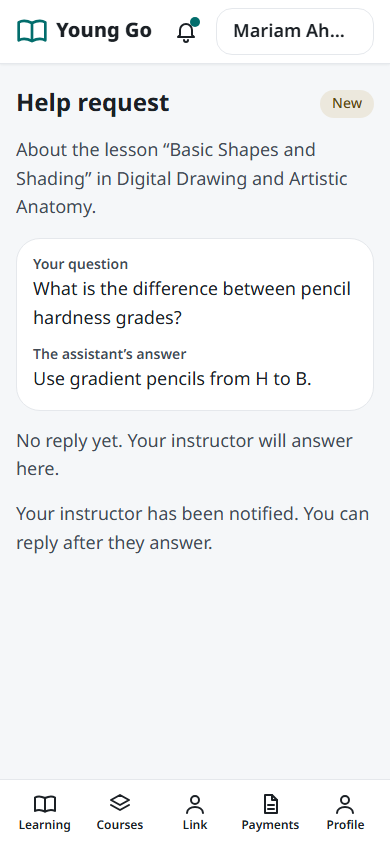 Young Go
Mariam Ah...
Help request
New
About the lesson “Basic Shapes and
Shading” in Digital Drawing and Artistic
Anatomy.
Your question
What is the difference between pencil
hardness grades?
The assistant’s answer
Use gradient pencils from H to B.
No reply yet. Your instructor will answer
here.
Your instructor has been notified. You can
reply after they answer.
Learning
Courses
Link
Payments
Profile